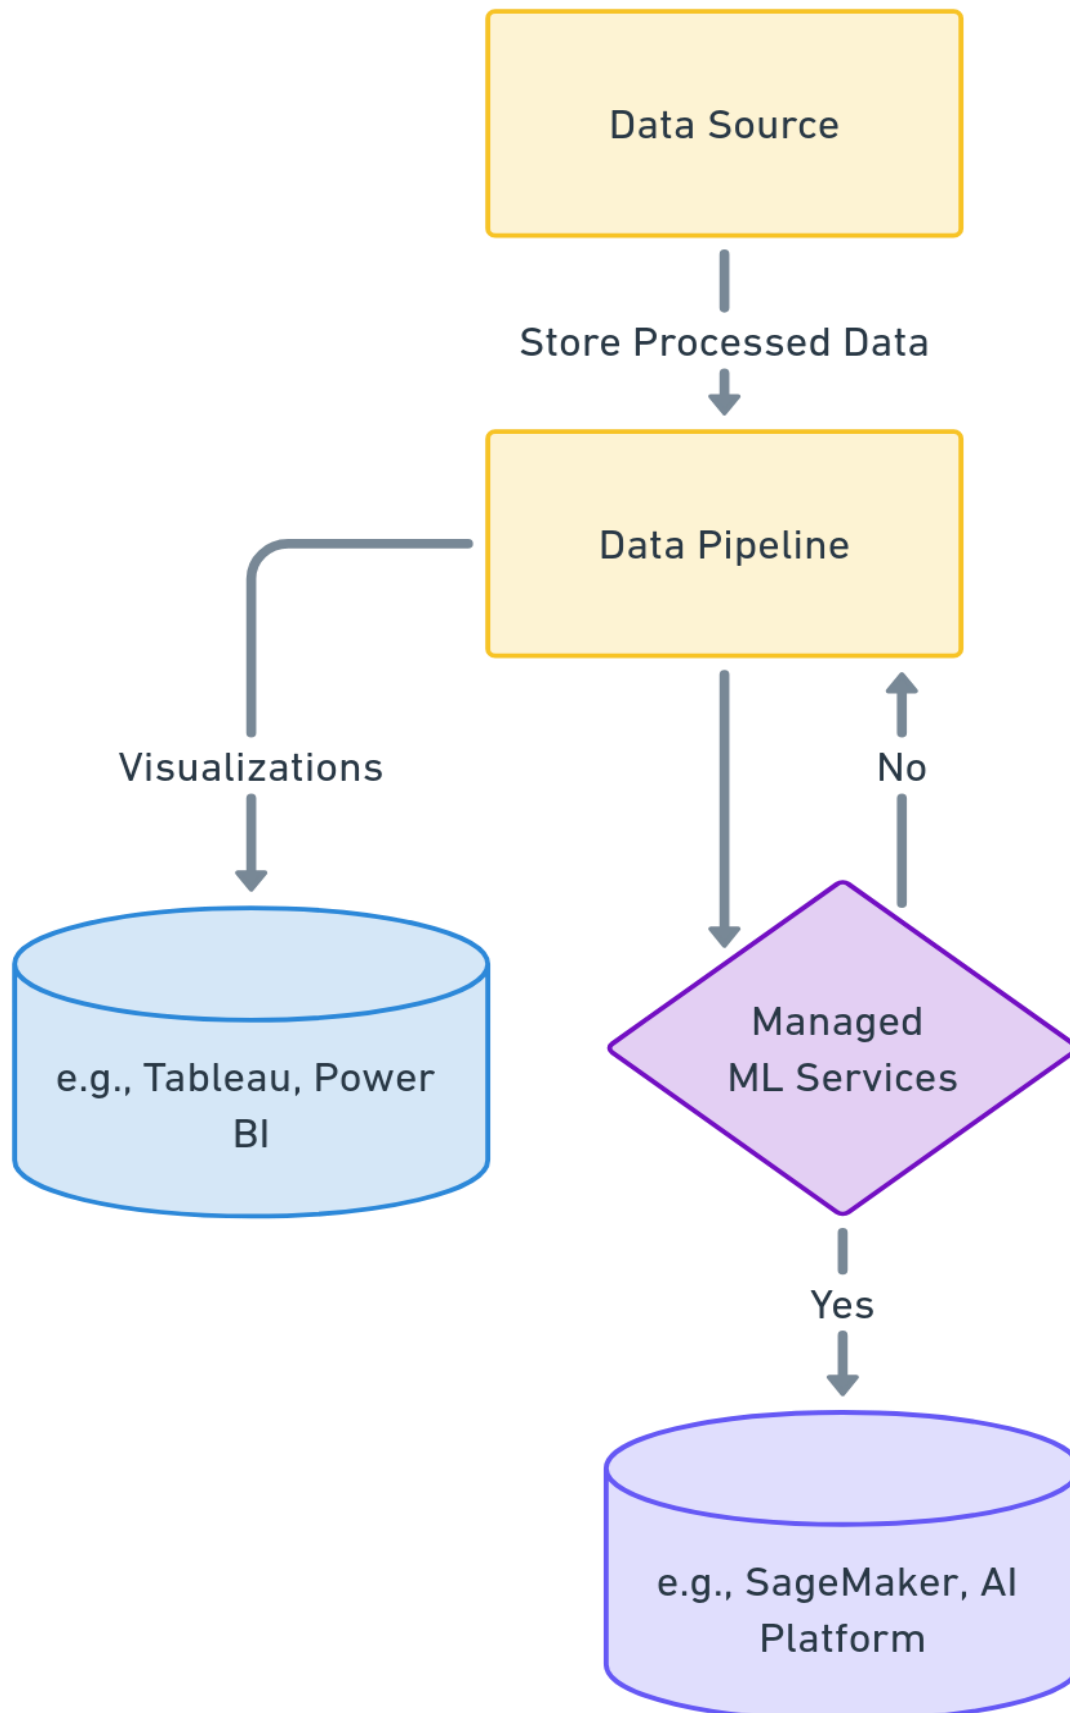 Data Source
Store Processed Data
Data Pipeline
Visualizations
No
Managed
ML Services
e.g., Tableau, Power
BI
Yes
e.g., SageMaker, AI
Platform